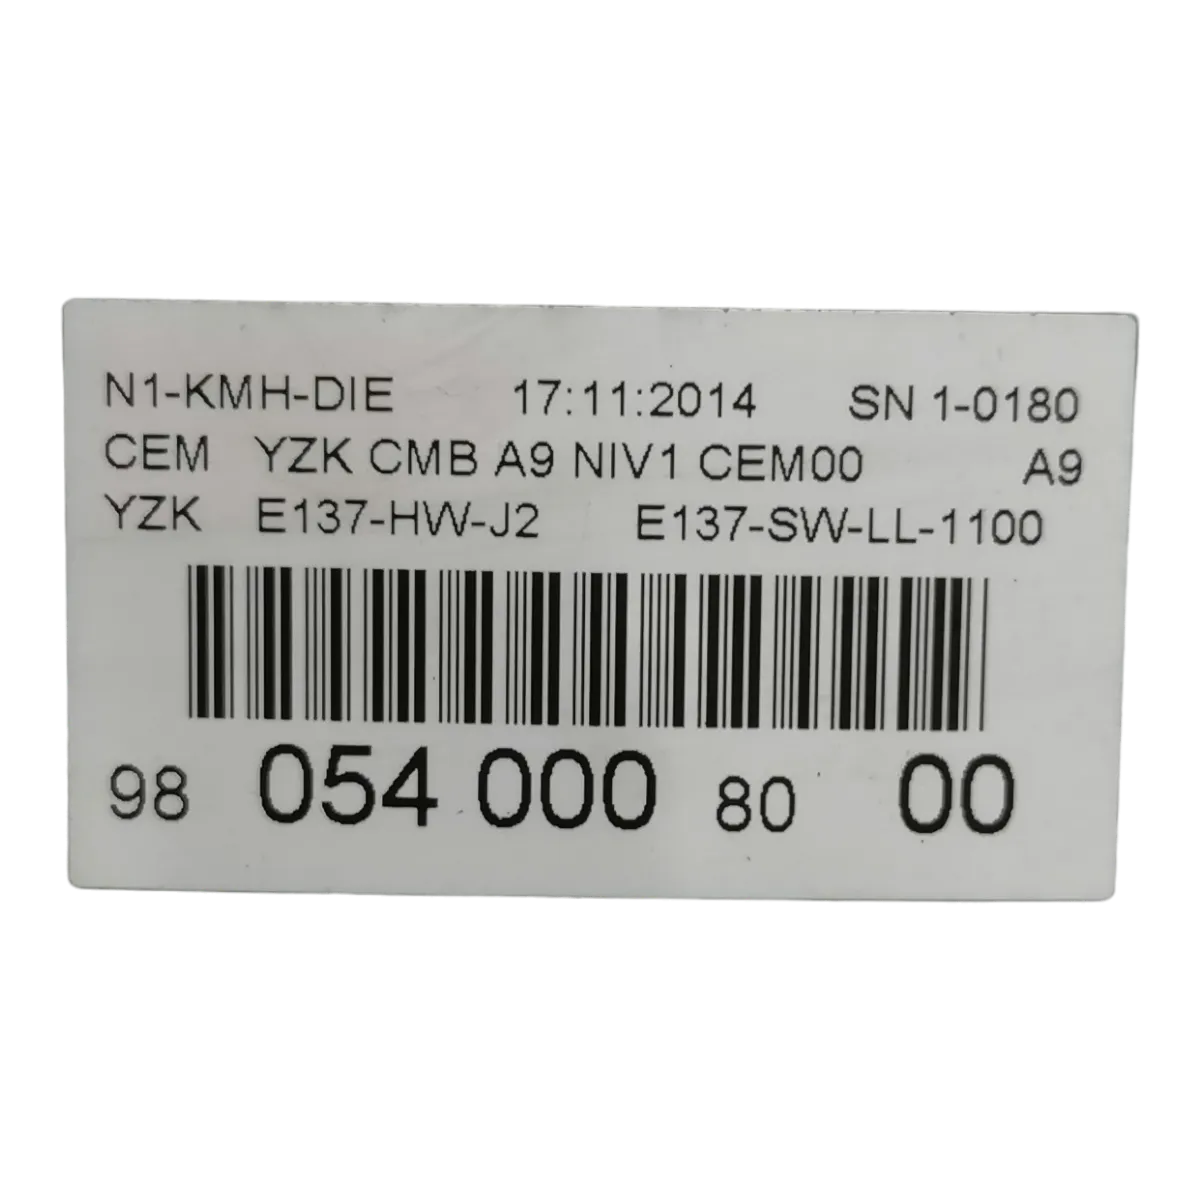 N1-KMH-DIE 17:11:2014 SN 1-0180
CEM YZK CMB A9 NIV1 CEM00 A9
YZK E137-HW-J2 E137-SW-LL-1100
98 054 000 80 00